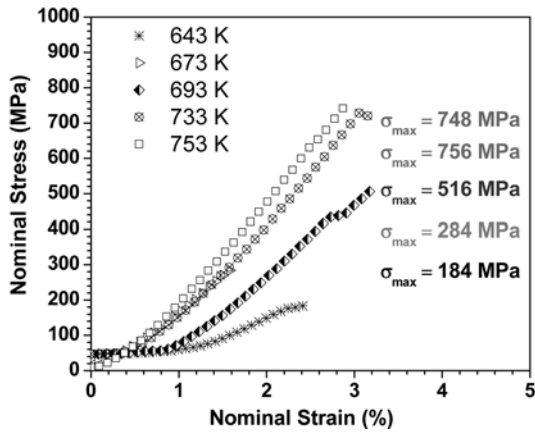 1000
900
800
700
600
500
400
300
200
100
0
Nominal Stress (MPa)
643 K
673 K
693 K
733 K
753 K
σmax = 748 MPa
σmax = 756 MPa
σmax = 516 MPa
σmax = 284 MPa
σmax = 184 MPa
0 1 2 3 4 5
Nominal Strain (%)